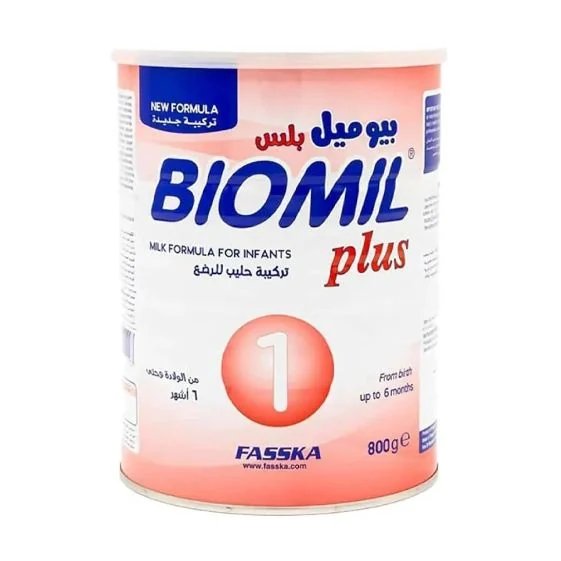 NEW FORMULA
تركيبة جديدة
بيوميل بلس
BIOMIL®
plus
MILK FORMULA FOR INFANTS
تركيبة حليب للرضع
1
من الولادة وحتى
٦ أشهر
From birth
up to 6 months
FASSKA
www.fasska.com
800g e